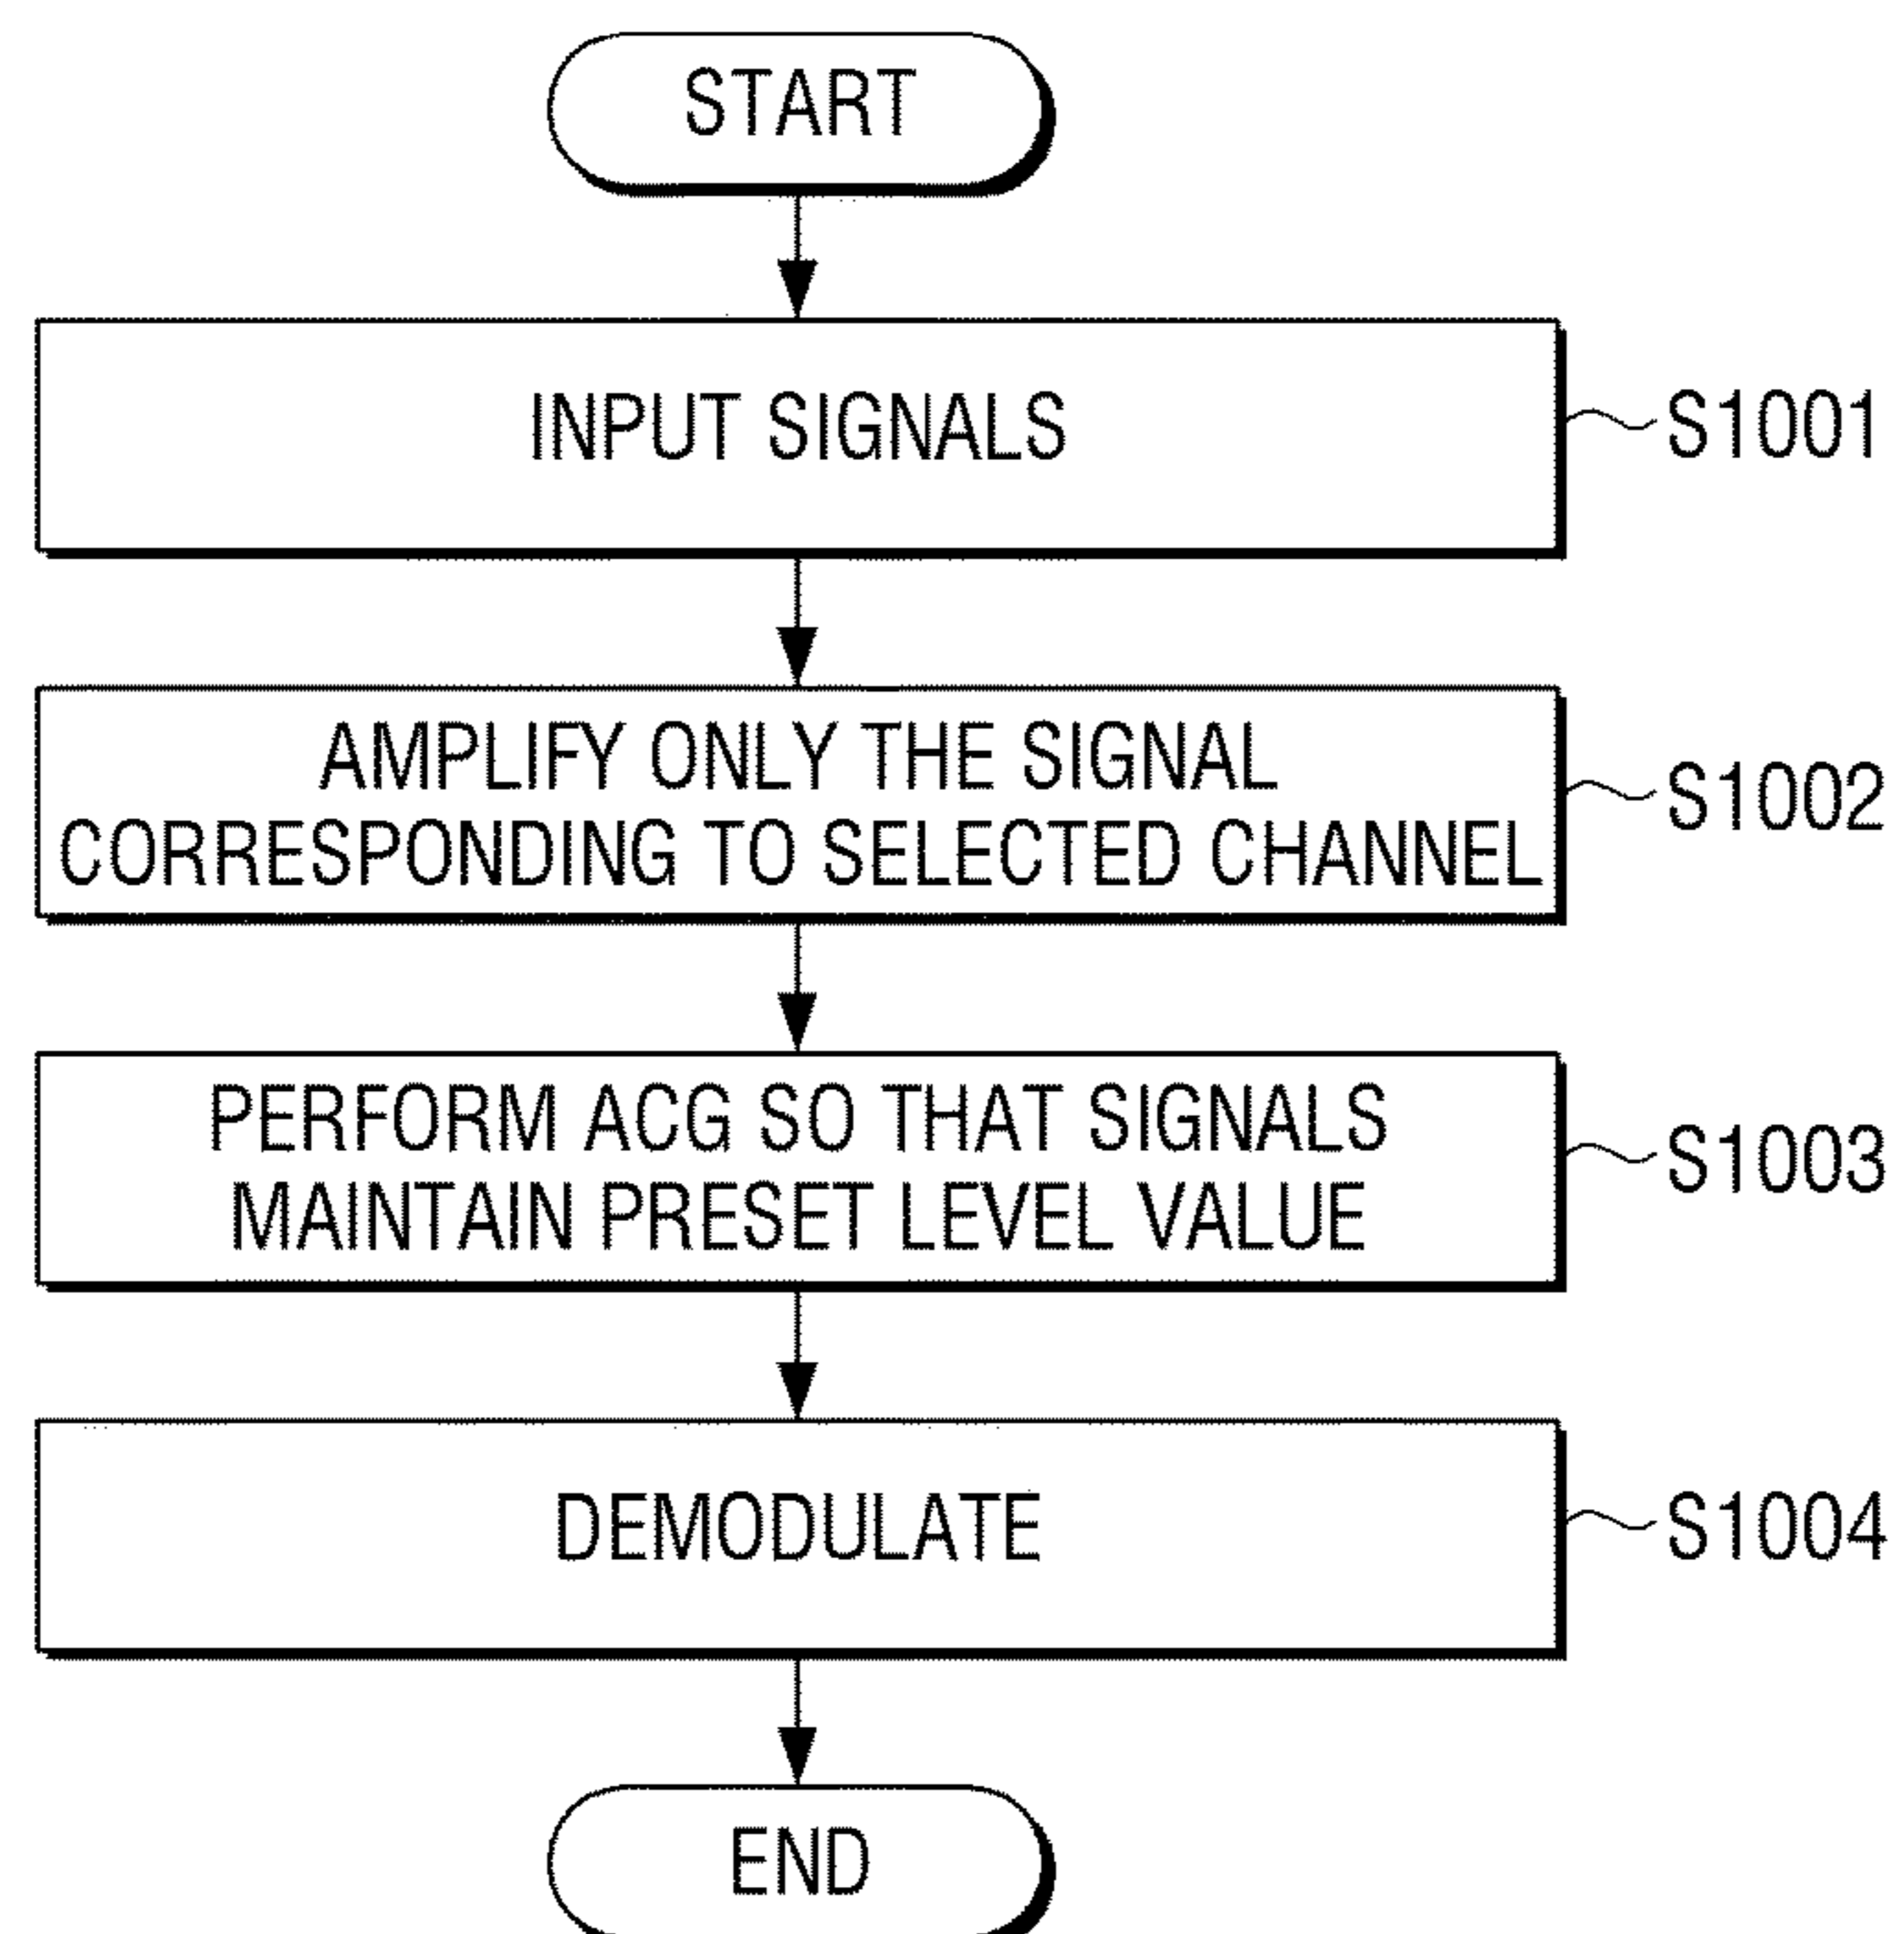 START
INPUT SIGNALS
S1001
AMPLIFY ONLY THE SIGNAL
CORRESPONDING TO SELECTED CHANNEL
S1002
PERFORM ACG SO THAT SIGNALS
MAINTAIN PRESET LEVEL VALUE
S1003
DEMODULATE
S1004
END